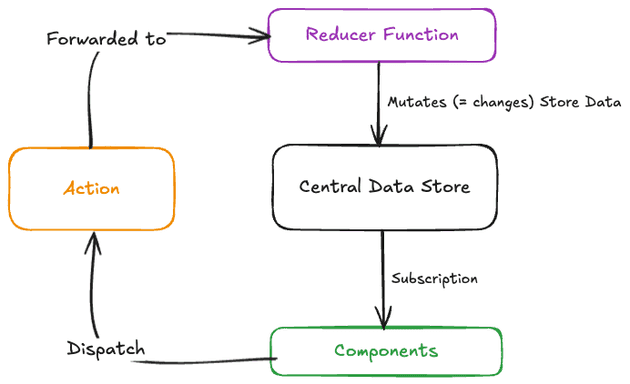 Forwarded to
Reducer Function
Mutates (= changes) Store Data
Action
Central Data Store
Subscription
Dispatch
Components